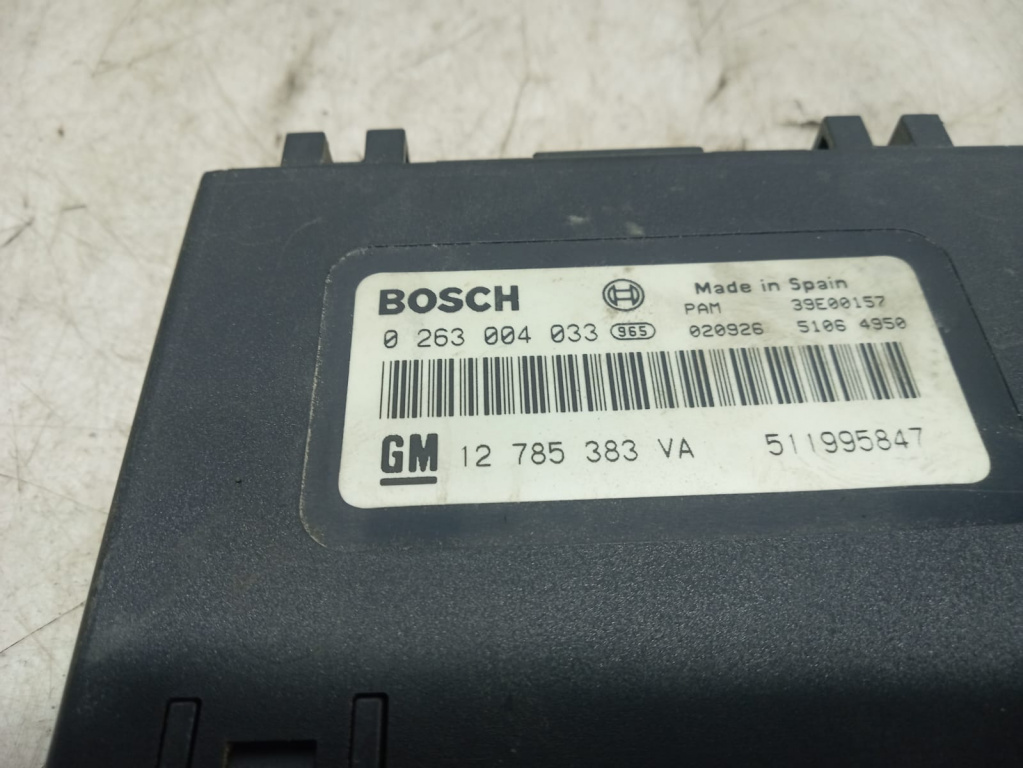 BOSCH Made in Spain
PAM 39E00157
0 263 004 033 965 020926 5106 4950
GM 12 785 383 VA 511995847